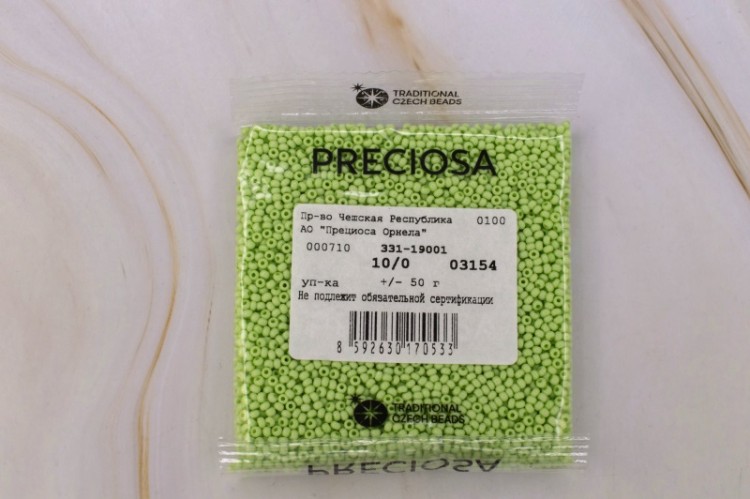 TRADITIONAL
CZECH BEADS
PRECIOSA
Пр-во Чешская Республика 0100
АО "Прециоса Орнела"
000710 331-19001
10/0 03154
уп-ка +/- 50 г
Не подлежит обязательной сертификации
8 592630 170533
TRADITIONAL
CZECH BEADS
PRECIOSA